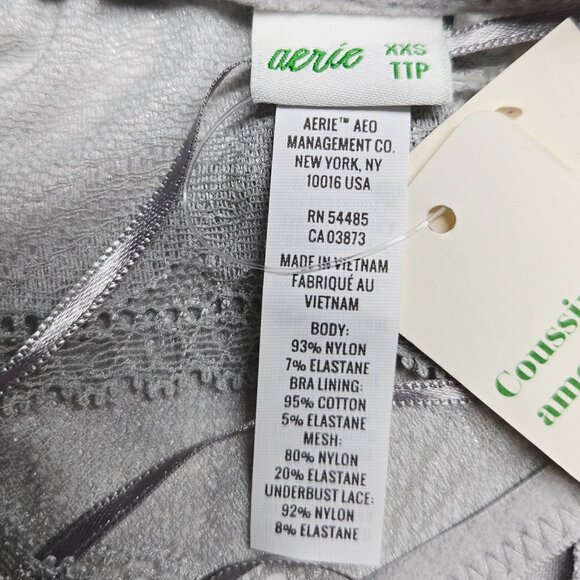 aerie XXS
TTP
AERIE™ AEO
MANAGEMENT CO.
NEW YORK, NY
10016 USA
RN 54485
CA 03873
MADE IN VIETNAM
FABRIQUÉ AU
VIETNAM
BODY:
93% NYLON
7% ELASTANE
BRA LINING:
95% COTTON
5% ELASTANE
MESH:
80% NYLON
20% ELASTANE
UNDERBUST LACE:
92% NYLON
8% ELASTANE